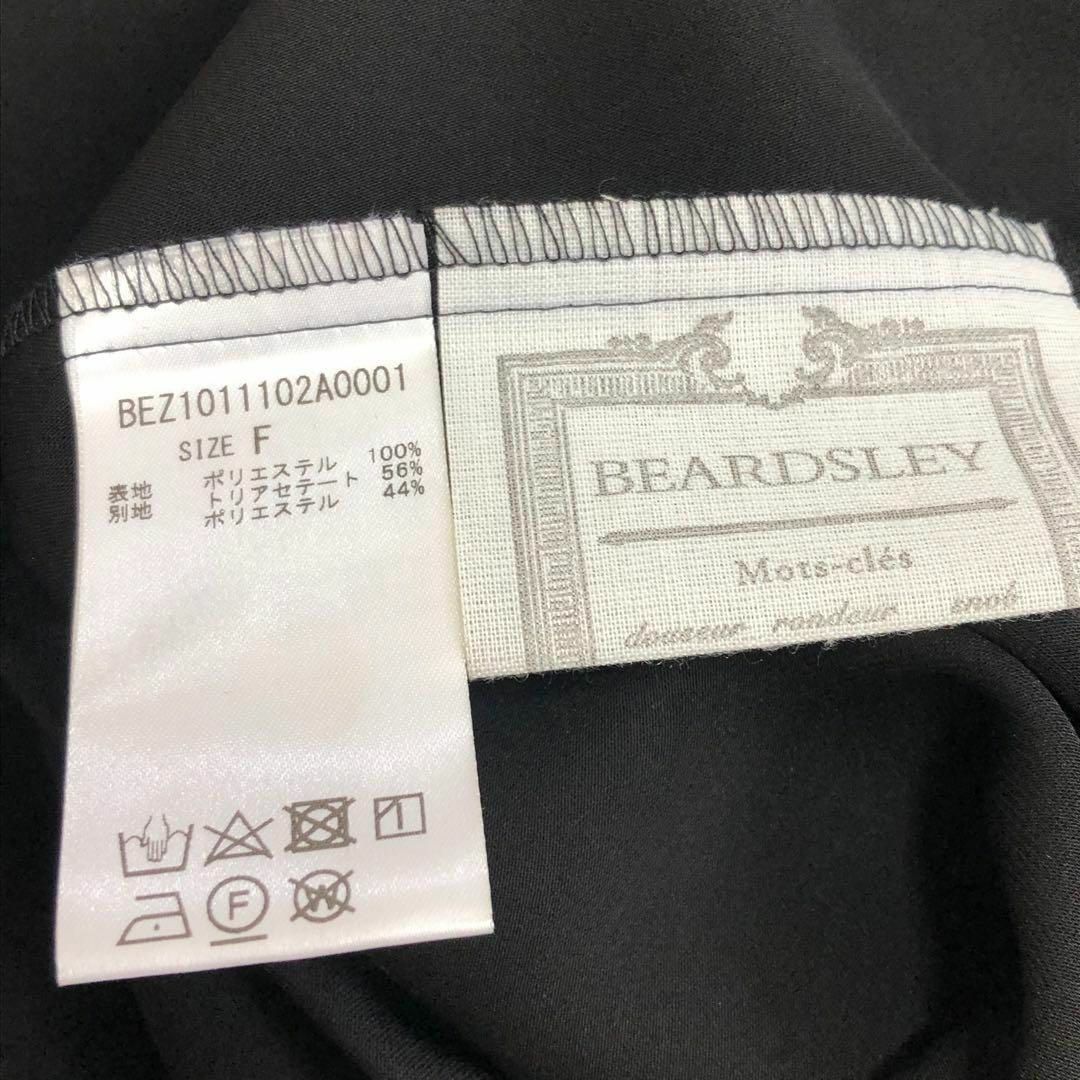 BEZ1011102A0001
SIZE F
表地 ポリエステル 100%
別地 トリアセテート 56%
ポリエステル 44%
F
W
BEARDSLEY
Mots-clés
douseur rondeur snob